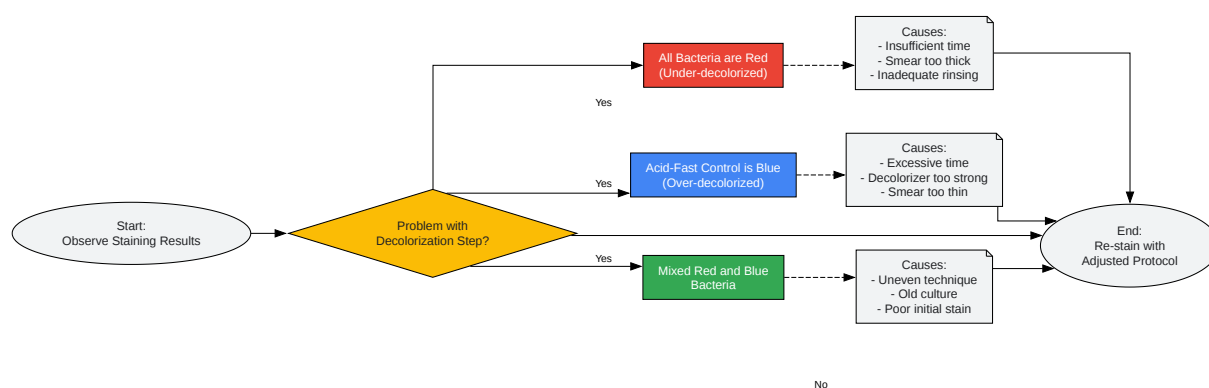 Start:
Observe Staining Results
Problem with
Decolorization Step?
Yes
All Bacteria are Red
(Under-decolorized)
Causes:
- Insufficient time
- Smear too thick
- Inadequate rinsing
Yes
Acid-Fast Control is Blue
(Over-decolorized)
Causes:
- Excessive time
- Decolorizer too strong
- Smear too thin
Yes
Mixed Red and Blue
Bacteria
Causes:
- Uneven technique
- Old culture
- Poor initial stain
End:
Re-stain with
Adjusted Protocol
No